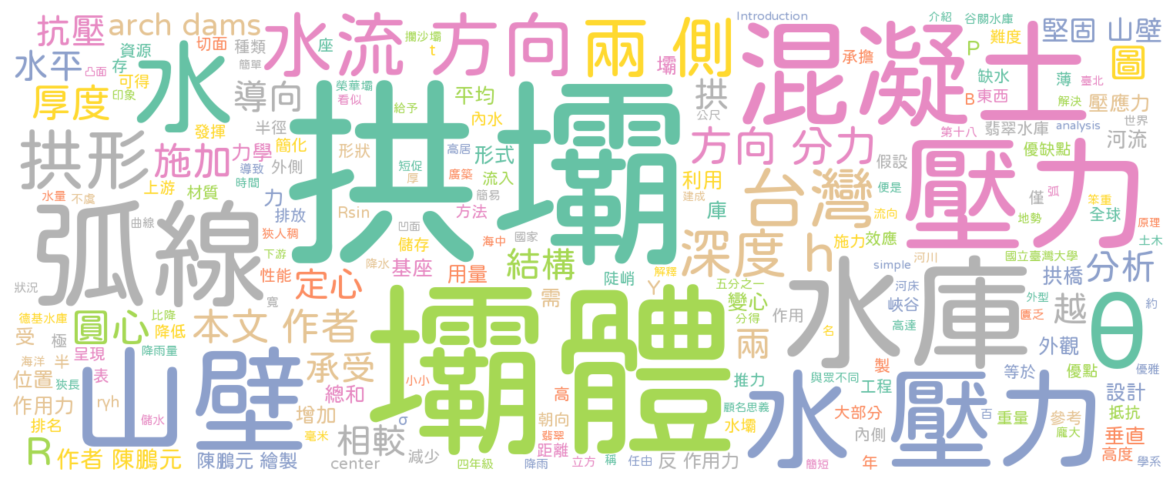 抗壓
arch dams
水流 方向
兩 側
混凝土
堅固 山壁
圖
Introduction
介紹
谷關水庫
難度
P
承擔
缺水
薄
臺北
B
東西
解決
壓應力
世界
第十八
翡翠水庫
analysis
河流
水平
凸面
資源
切面
種類
簡單
存
可得
印象
攔沙壩
t
座
榮華壩
看似
壩
水
厚度
導向
拱
公尺
平均
給予
內水
拱壩
發揮
半徑
簡化
形狀
短促
厚
高居
形式
方向 分力
優缺點
假設
壓力
拱形
施加
力學
外側
導致
時間
上游
材質
水量
不虞
力
排放
廣築
流入
簡易
建成
利用
庫
台灣
便是
僅
弧
笨重
全球
地勢
原理
土木
弧線
曲線
狹人稠
下游
Rsin
方法
凹面
儲存
海中
國家
流向
施力
效應
深度 h
河川
國立臺灣大學
拱橋
分析
狀況
性能
寬
定心
降水
基座
用量
結構
陡峭
解釋
五分之一
Y
變心
simple
河床
峽谷
外型
約
匱乏
德基水庫
比降
受
極
圓心
降低
本文 作者
需
分得
作用
名
高達
水庫
越
θ
海洋
半
呈現
降雨量
承受
壩體
兩
外觀
與眾不同
優雅
位置
狹長
表
山壁
總和
小小
高
推力
製
工程
等於
優點
設計
作用力
rγh
增加
σ
朝向
顧名思義
水壓力
大部分
百
重量
參考
抵抗
排名
儲水
毫米
相較
翡翠
水壩
龐大
垂直
R
作者 陳鵬元
陳鵬元 繪製
center
減少
四年級
距離
降雨
立方
稱
任由
反 作用力
內側
年
簡短
高度
學系